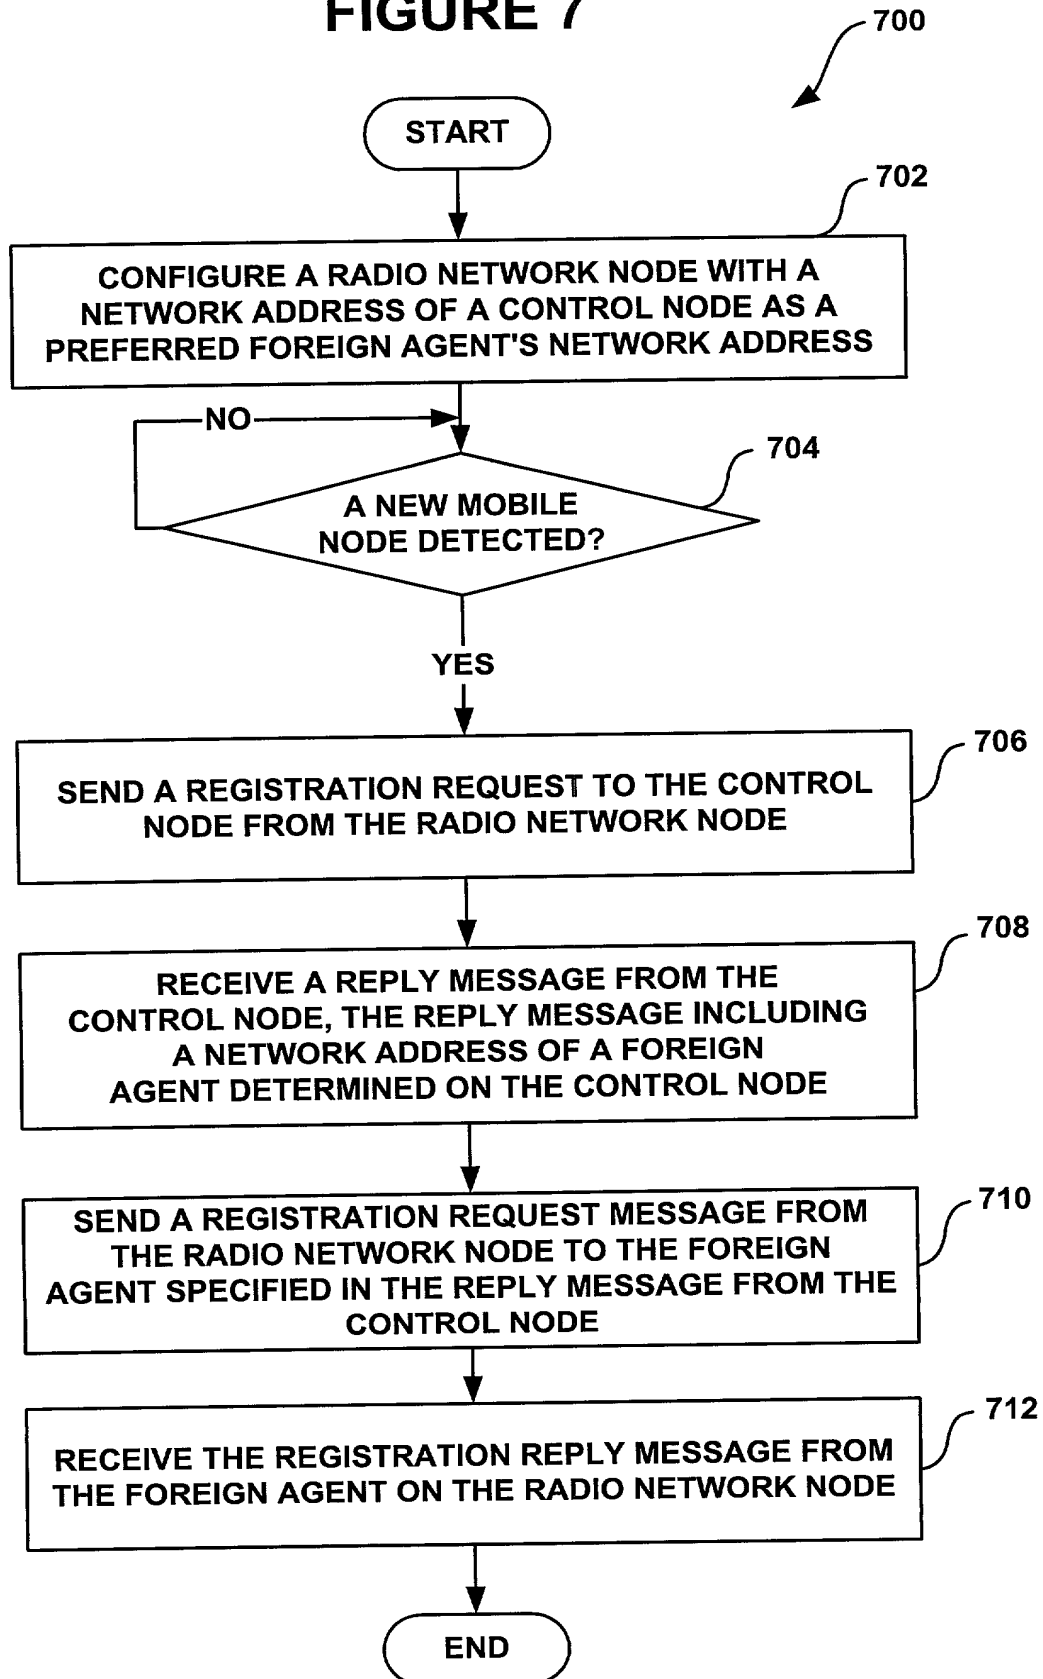 FIGURE 7
700
START
702
CONFIGURE A RADIO NETWORK NODE WITH A
NETWORK ADDRESS OF A CONTROL NODE AS A
PREFERRED FOREIGN AGENT'S NETWORK ADDRESS
NO
704
A NEW MOBILE
NODE DETECTED?
YES
706
SEND A REGISTRATION REQUEST TO THE CONTROL
NODE FROM THE RADIO NETWORK NODE
708
RECEIVE A REPLY MESSAGE FROM THE
CONTROL NODE, THE REPLY MESSAGE INCLUDING
A NETWORK ADDRESS OF A FOREIGN
AGENT DETERMINED ON THE CONTROL NODE
710
SEND A REGISTRATION REQUEST MESSAGE FROM
THE RADIO NETWORK NODE TO THE FOREIGN
AGENT SPECIFIED IN THE REPLY MESSAGE FROM THE
CONTROL NODE
712
RECEIVE THE REGISTRATION REPLY MESSAGE FROM
THE FOREIGN AGENT ON THE RADIO NETWORK NODE
END